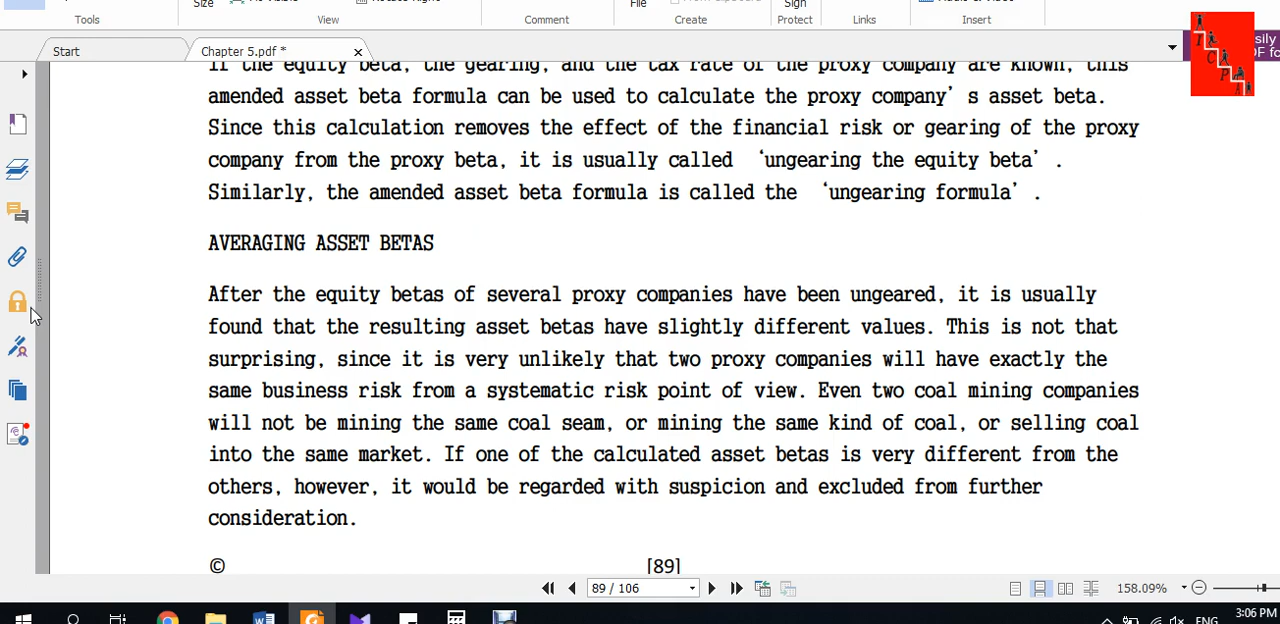 Size
Rotate Right
File
From Clipboard
Sign
Audio & Video
Tools
View
Comment
Create
Protect
Links
Insert
Start
Chapter 5.pdf *
I
C
P
A
If the equity beta, the gearing, and the tax rate of the proxy company are known, this
amended asset beta formula can be used to calculate the proxy company's asset beta.
Since this calculation removes the effect of the financial risk or gearing of the proxy
company from the proxy beta, it is usually called 'ungearing the equity beta'.
Similarly, the amended asset beta formula is called the 'ungearing formula'.
AVERAGING ASSET BETAS
After the equity betas of several proxy companies have been ungeared, it is usually
found that the resulting asset betas have slightly different values. This is not that
surprising, since it is very unlikely that two proxy companies will have exactly the
same business risk from a systematic risk point of view. Even two coal mining companies
will not be mining the same coal seam, or mining the same kind of coal, or selling coal
into the same market. If one of the calculated asset betas is very different from the
others, however, it would be regarded with suspicion and excluded from further
consideration.
© [89]
89 / 106
158.09%
3:06 PM
ENG